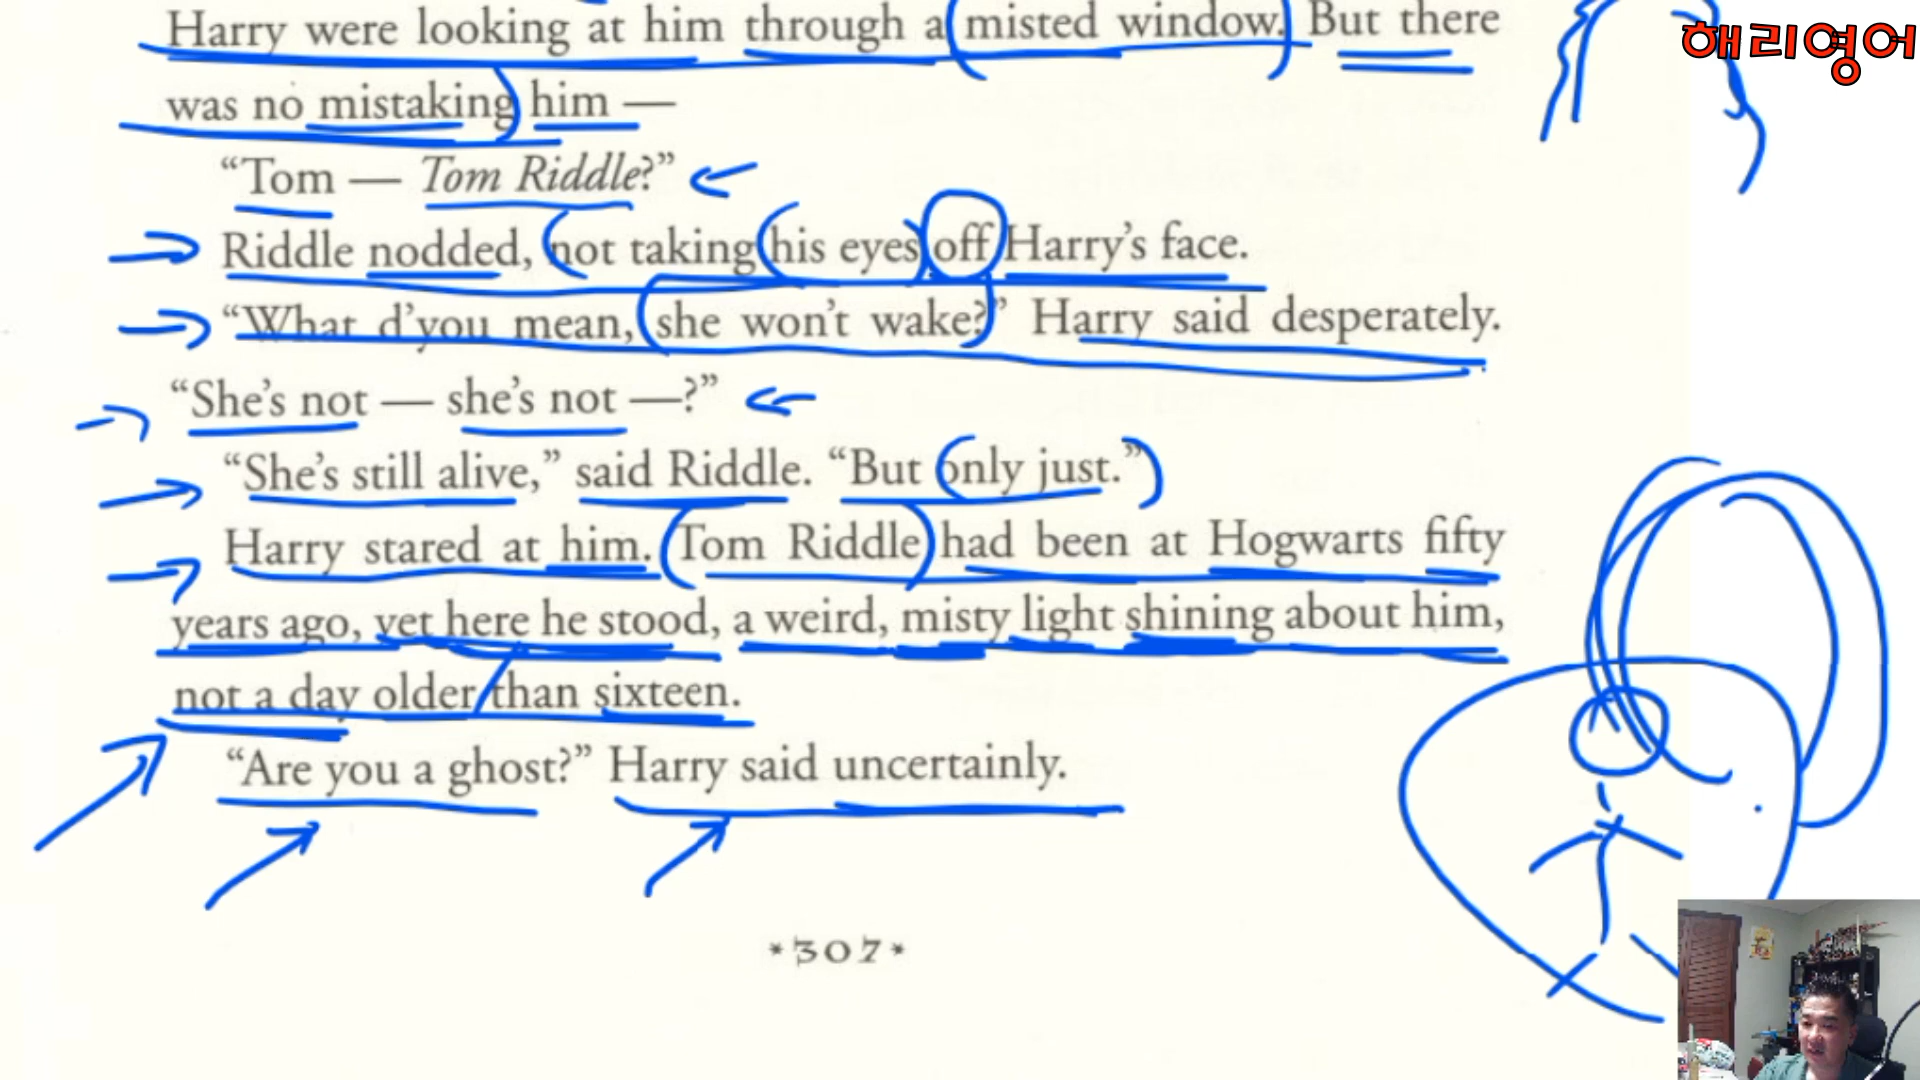 해리영어
Harry were looking at him through a misted window. But there
was no mistaking him —
“Tom — Tom Riddle?”
Riddle nodded, not taking his eyes off Harry’s face.
“What d’you mean, she won’t wake?” Harry said desperately.
“She’s not — she’s not —?”
“She’s still alive,” said Riddle. “But only just.”
Harry stared at him. Tom Riddle had been at Hogwarts fifty
years ago, yet here he stood, a weird, misty light shining about him,
not a day older than sixteen.
“Are you a ghost?” Harry said uncertainly.
*307*